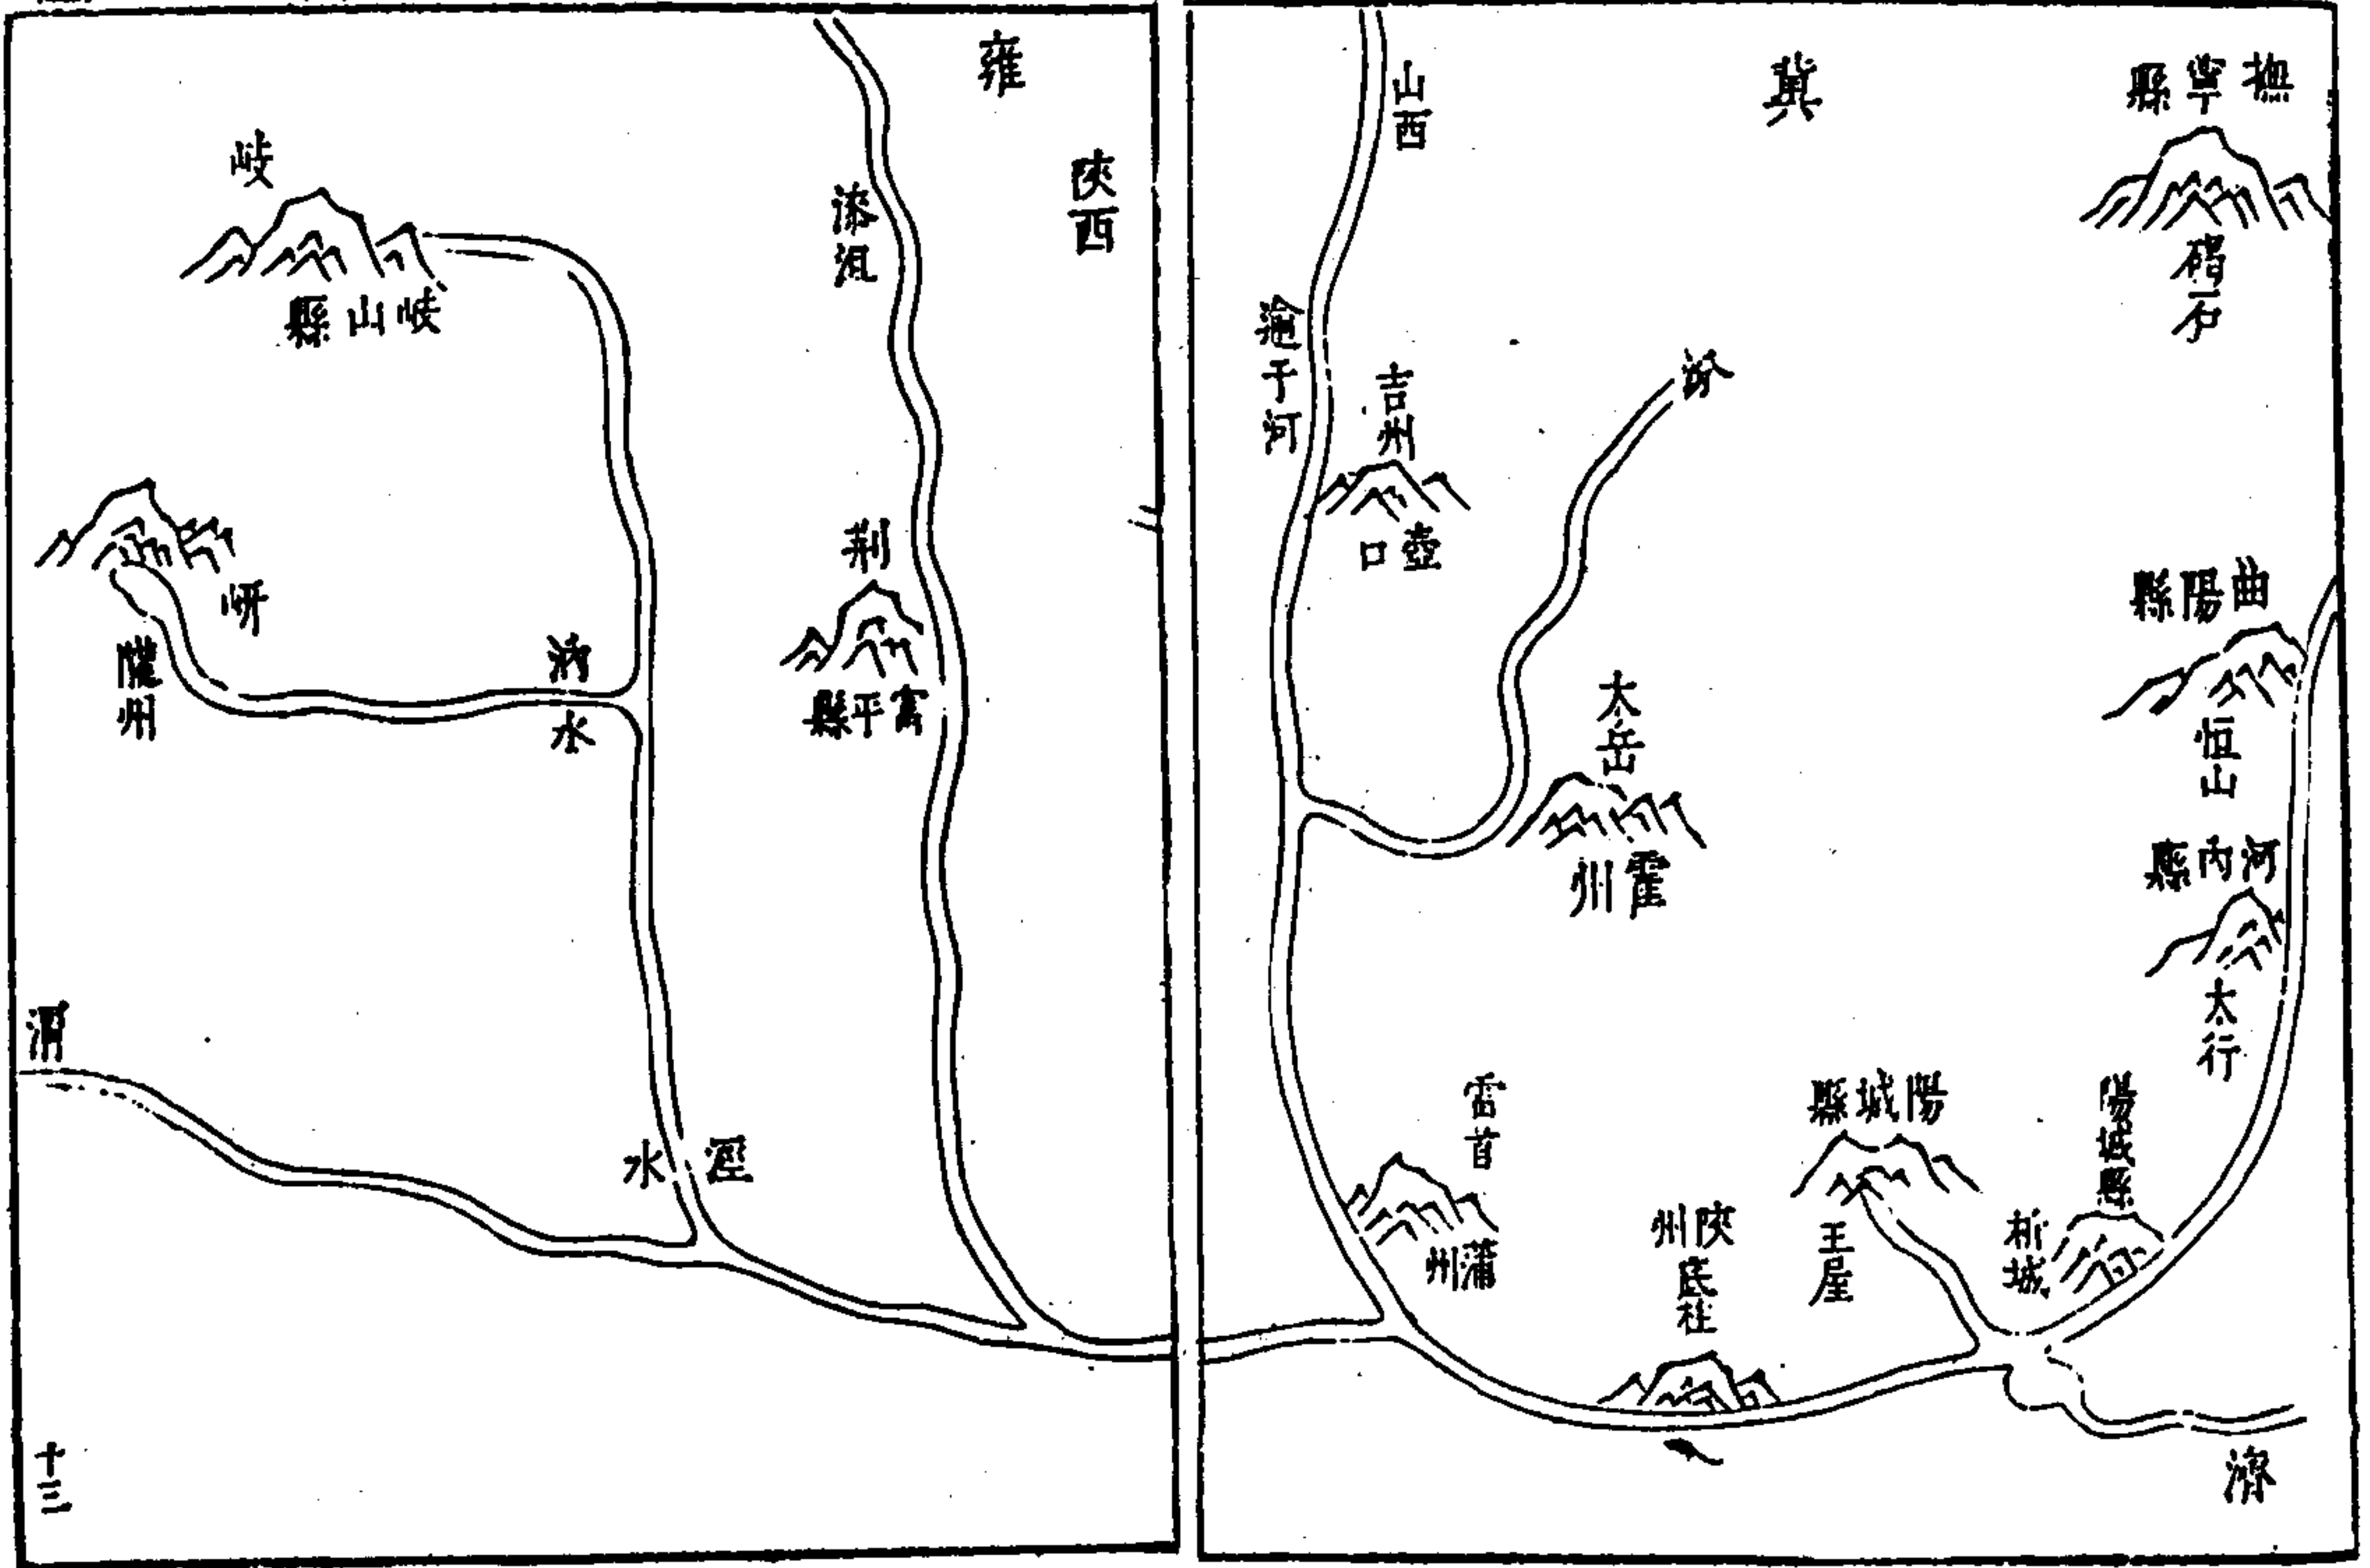 冀
撫寧縣
碣石
曲陽縣
恒山
河內縣
太行
陽城縣
析城
濟
陽城縣
王屋
陝州
底柱
汾
太岳
霍州
山西
吉州
壺口
逾于河
雷首
蒲州
雍
陝西
漆沮
荆
富平縣
岐
岐山縣
岍
隴州
水
涇水
渭
十三